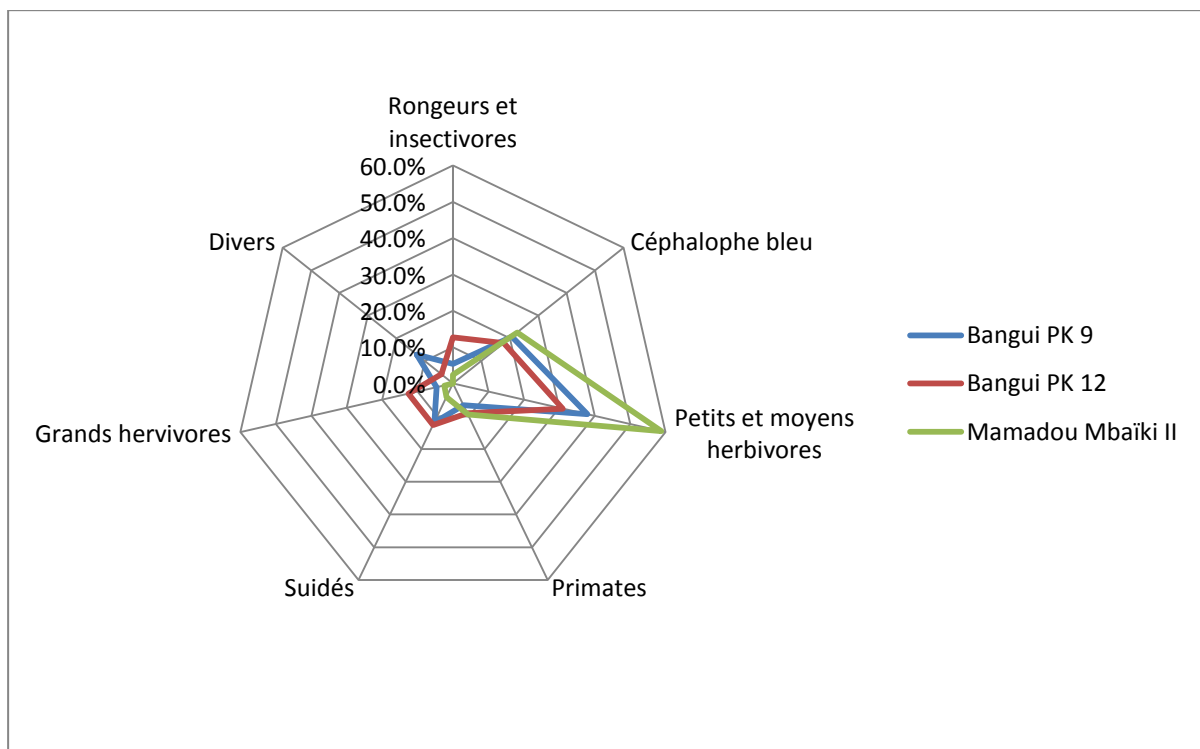 Rongeurs et
insectivores
60.0%
50.0%
40.0%
30.0%
20.0%
10.0%
0.0%
Céphalophe bleu
Petits et moyens
herbivores
Primates
Suidés
Grands hervivores
Divers
Bangui PK 9
Bangui PK 12
Mamadou Mbaïki II